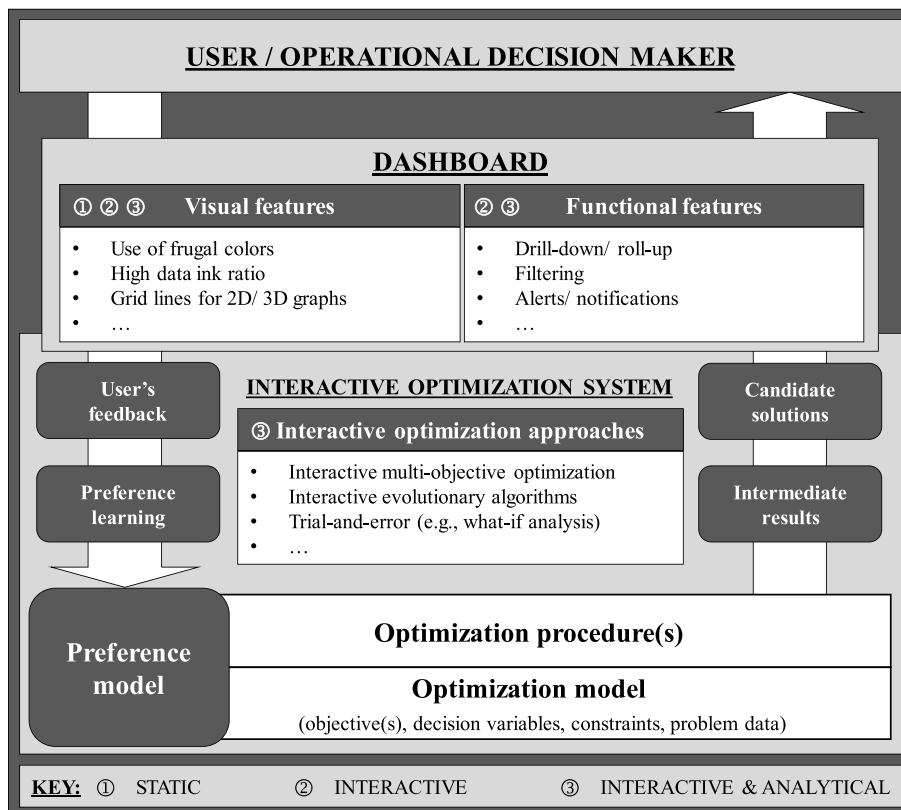 USER / OPERATIONAL DECISION MAKER
DASHBOARD
① ② ③ Visual features
• Use of frugal colors
• High data ink ratio
• Grid lines for 2D/ 3D graphs
• …
② ③ Functional features
• Drill-down/ roll-up
• Filtering
• Alerts/ notifications
• …
User’s
feedback
Preference
learning
INTERACTIVE OPTIMIZATION SYSTEM
③ Interactive optimization approaches
• Interactive multi-objective optimization
• Interactive evolutionary algorithms
• Trial-and-error (e.g., what-if analysis)
• …
Candidate
solutions
Intermediate
results
Preference
model
Optimization procedure(s)
Optimization model
(objective(s), decision variables, constraints, problem data)
KEY: ① STATIC ② INTERACTIVE ③ INTERACTIVE & ANALYTICAL